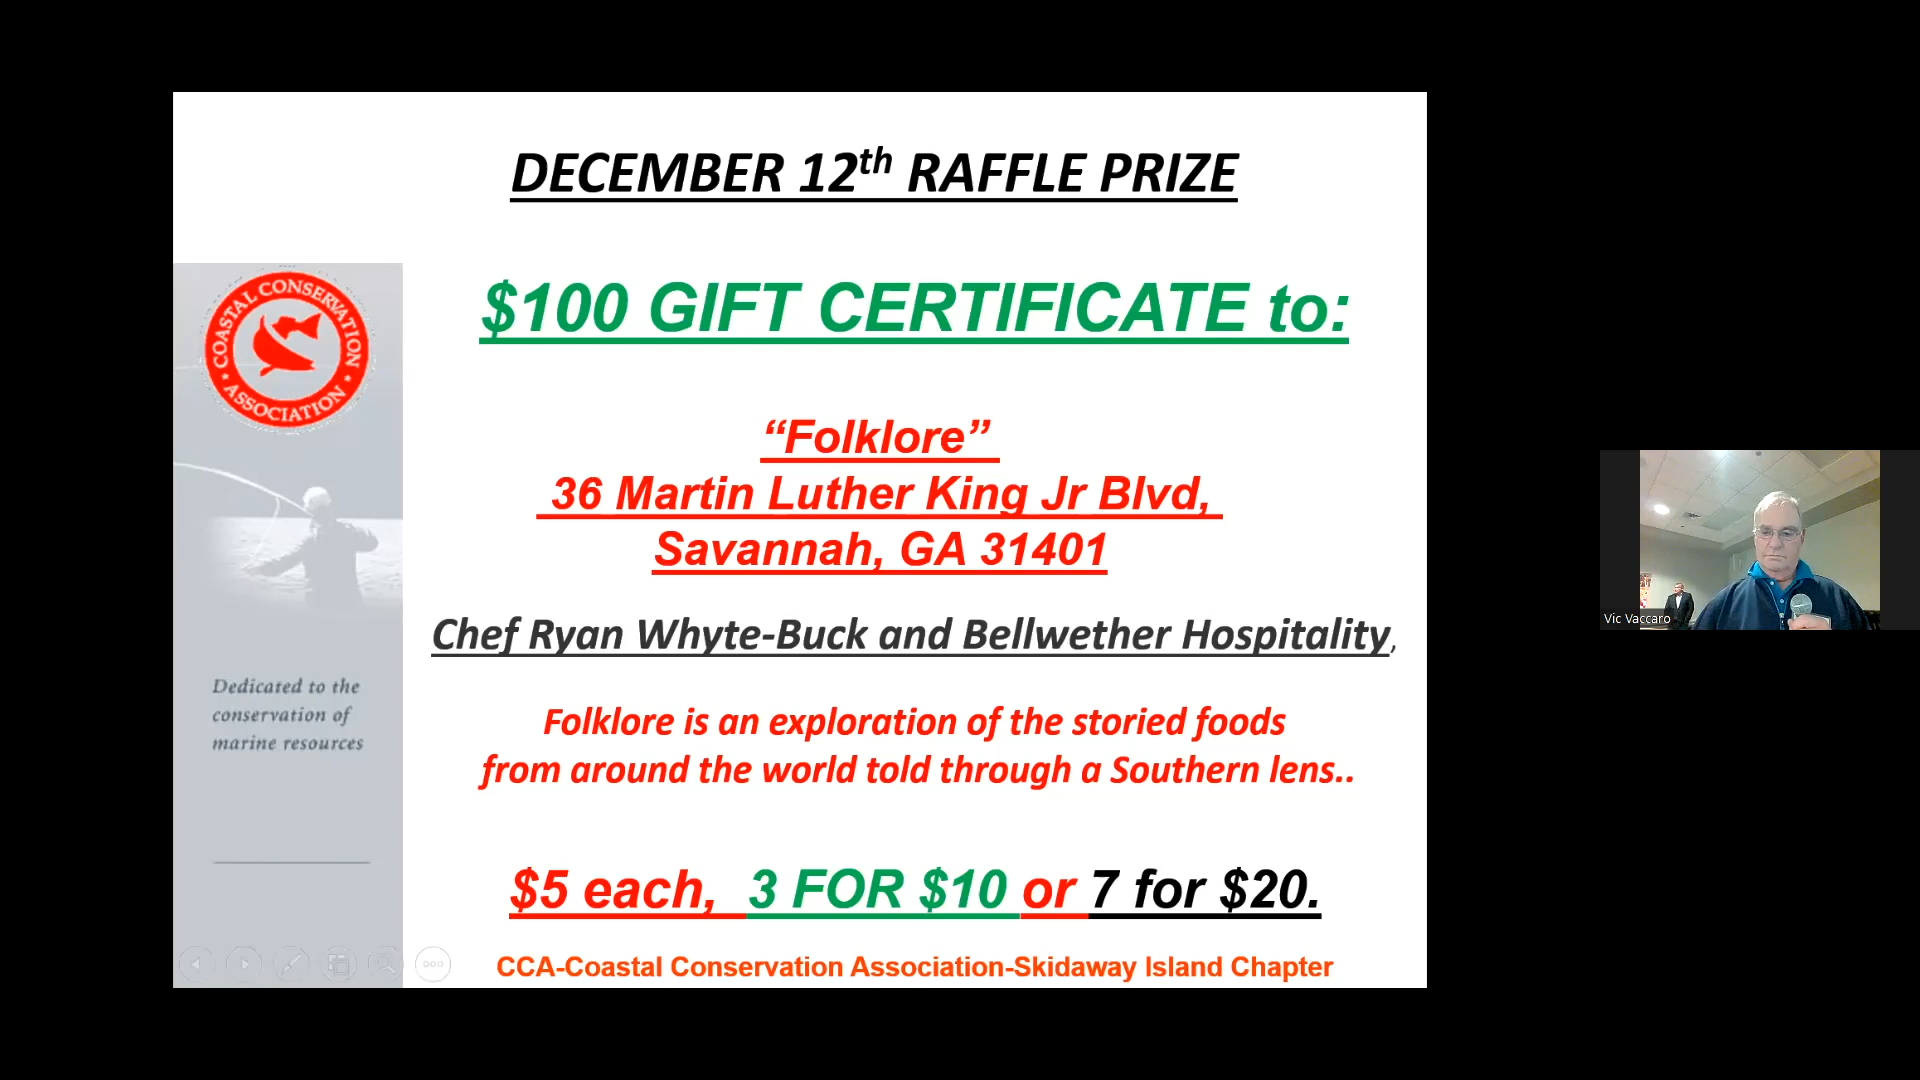 DECEMBER 12th RAFFLE PRIZE
COASTAL CONSERVATION
ASSOCIATION
$100 GIFT CERTIFICATE to:
“Folklore”
36 Martin Luther King Jr Blvd,
Savannah, GA 31401
Chef Ryan Whyte-Buck and Bellwether Hospitality,
Vic Vaccaro
Dedicated to the
conservation of
marine resources
Folklore is an exploration of the storied foods
from around the world told through a Southern lens..
$5 each, 3 FOR $10 or 7 for $20.
CCA-Coastal Conservation Association-Skidaway Island Chapter